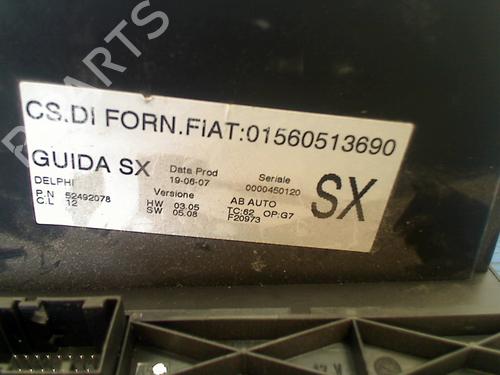 PARTS
CS.DI FORN.FIAT:01560513690
GUIDA SX
Data Prod
19-06-07
Seriale
0000450120
SX
DELPHI
P.N 52492078
C.L 12
Versione
HW 03.05
SW 05.08
AB AUTO
TC:62 OP:G7
F20973